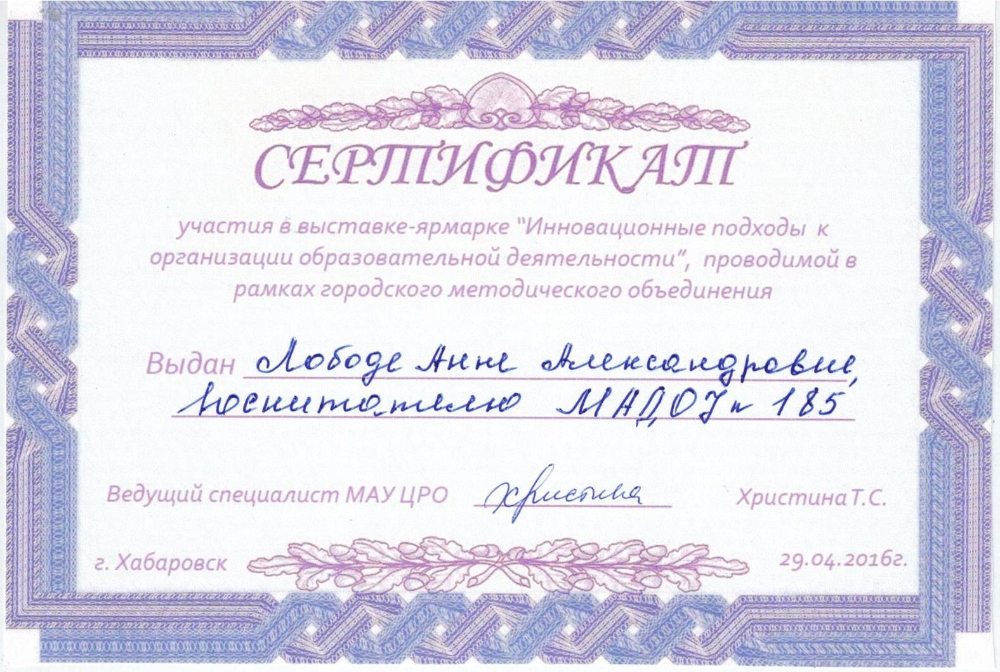 СЕРТИФИКАТ
участия в выставке-ярмарке “Инновационные подходы к
организации образовательной деятельности”, проводимой в
рамках городского методического объединения
Выдан Лободе Анне Александровне,
воспитателю МАДОУ № 185
Ведущий специалист МАУ ЦРО Христина Христина Т.С.
г. Хабаровск 29.04.2016г.